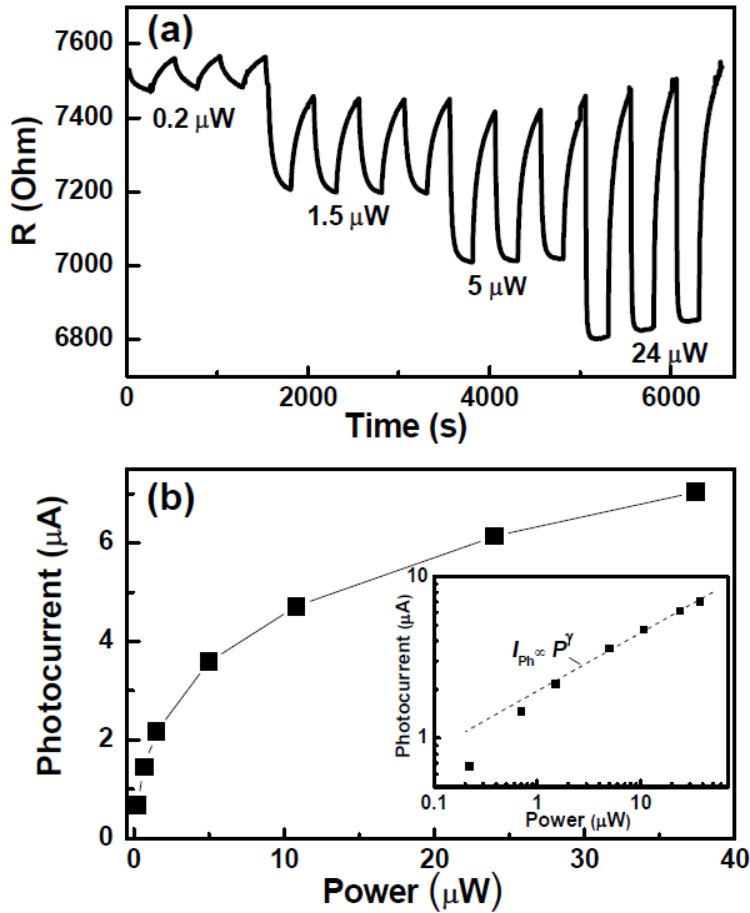 (a)
7600
7400
7200
7000
6800
R (Ohm)
0.2 μW
1.5 μW
5 μW
24 μW
0 2000 4000 6000
Time (s)
(b)
6
4
2
0
Photocurrent (μA)
0 10 20 30 40
Power (μW)
10
1
Photocurrent (μA)
I_Ph ∝ P^γ
0.1 1 10
Power (μW)